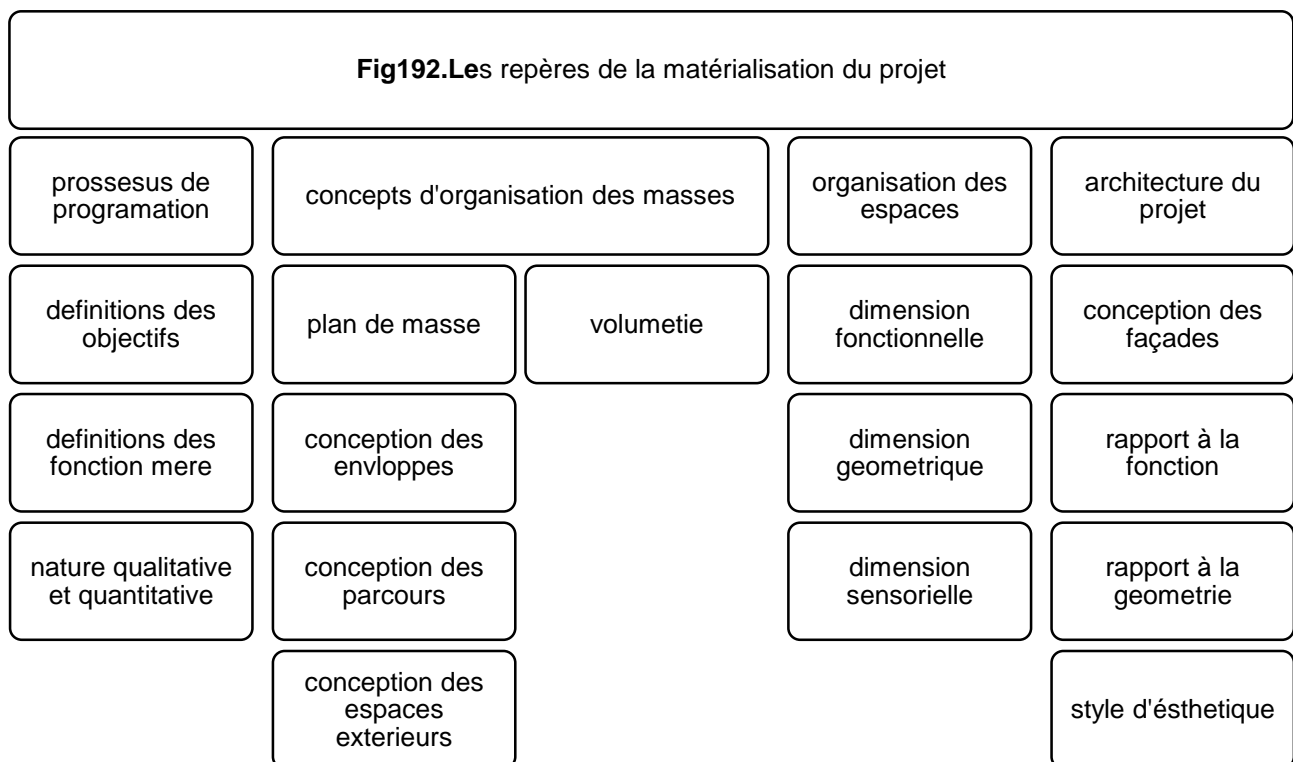 Fig192.Les repères de la matérialisation du projet
prossesus de
programation
concepts d'organisation des masses
organisation des
espaces
architecture du
projet
definitions des
objectifs
plan de masse
volumetie
dimension
fonctionnelle
conception des
façades
definitions des
fonction mere
conception des
envloppes
dimension
geometrique
rapport à la
fonction
nature qualitative
et quantitative
conception des
parcours
dimension
sensorielle
rapport à la
geometrie
conception des
espaces
exterieurs
style d'ésthetique